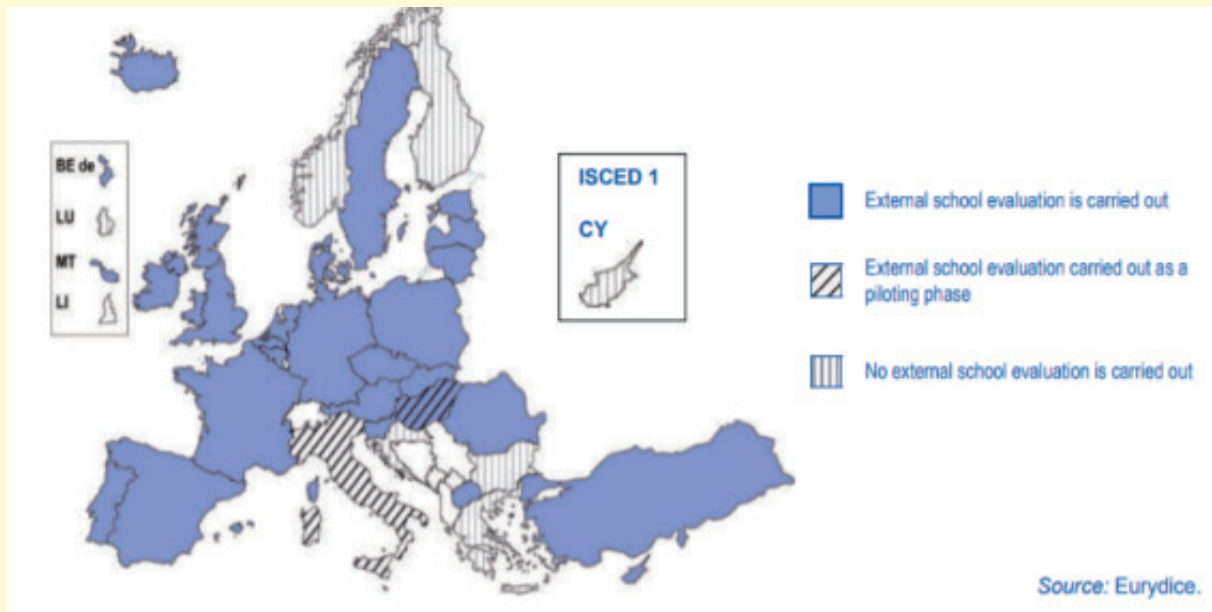 BE de
LU
MT
LI
ISCED 1
CY
External school evaluation is carried out
External school evaluation carried out as a
piloting phase
No external school evaluation is carried out
Source: Eurydice.